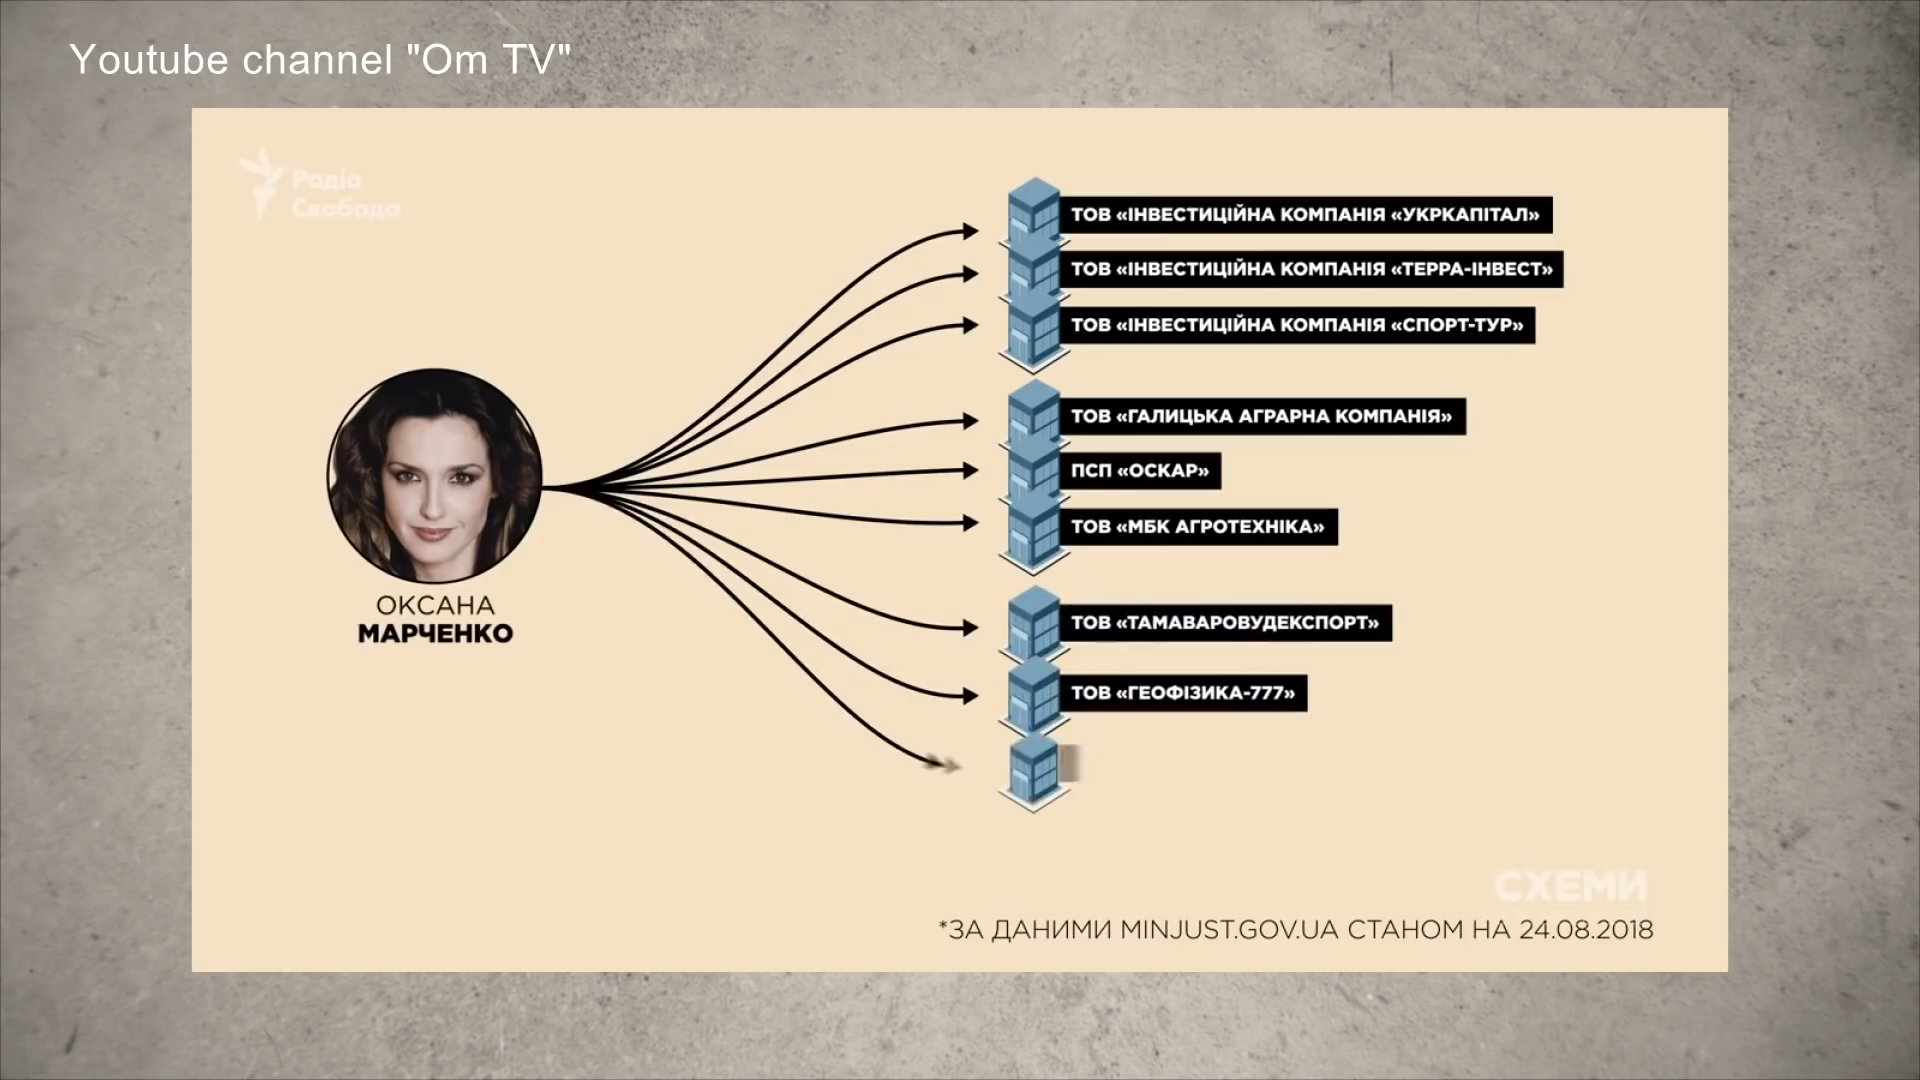 Youtube channel "Om TV"
Радіо
Свобода
ТОВ «ІНВЕСТИЦІЙНА КОМПАНІЯ «УКРКАПІТАЛ»
ТОВ «ІНВЕСТИЦІЙНА КОМПАНІЯ «ТЕРРА-ІНВЕСТ»
ТОВ «ІНВЕСТИЦІЙНА КОМПАНІЯ «СПОРТ-ТУР»
ТОВ «ГАЛИЦЬКА АГРАРНА КОМПАНІЯ»
ПСП «ОСКАР»
ТОВ «МБК АГРОТЕХНІКА»
ОКСАНА
МАРЧЕНКО
ТОВ «ТАМАВАРОВУДЕКСПОРТ»
ТОВ «ГЕОФІЗИКА-777»
СХЕМИ
*ЗА ДАНИМИ MINJUST.GOV.UA СТАНОМ НА 24.08.2018